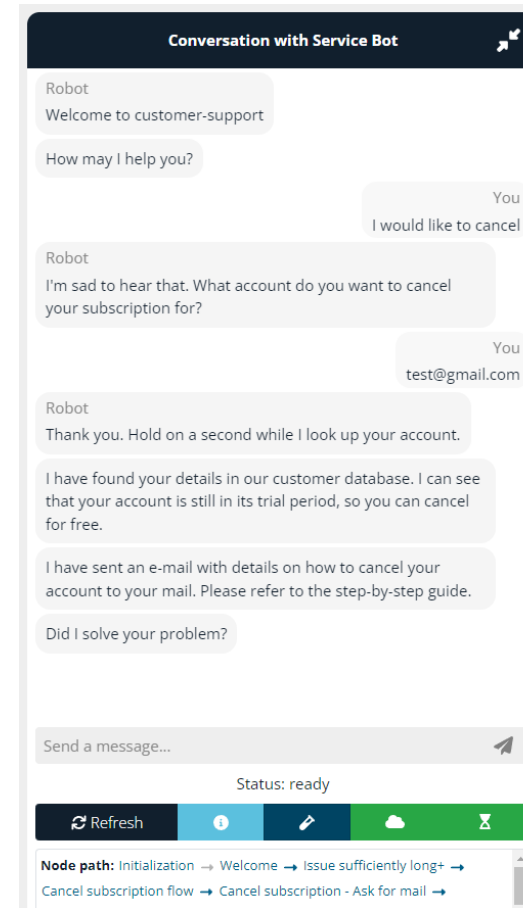 Conversation with Service Bot
Robot
Welcome to customer-support
How may I help you?
You
I would like to cancel
Robot
I'm sad to hear that. What account do you want to cancel
your subscription for?
You
test@gmail.com
Robot
Thank you. Hold on a second while I look up your account.
I have found your details in our customer database. I can see
that your account is still in its trial period, so you can cancel
for free.
I have sent an e-mail with details on how to cancel your
account to your mail. Please refer to the step-by-step guide.
Did I solve your problem?
Send a message...
Status: ready
Refresh
Node path: Initialization → Welcome → Issue sufficiently long+ →
Cancel subscription flow → Cancel subscription - Ask for mail →